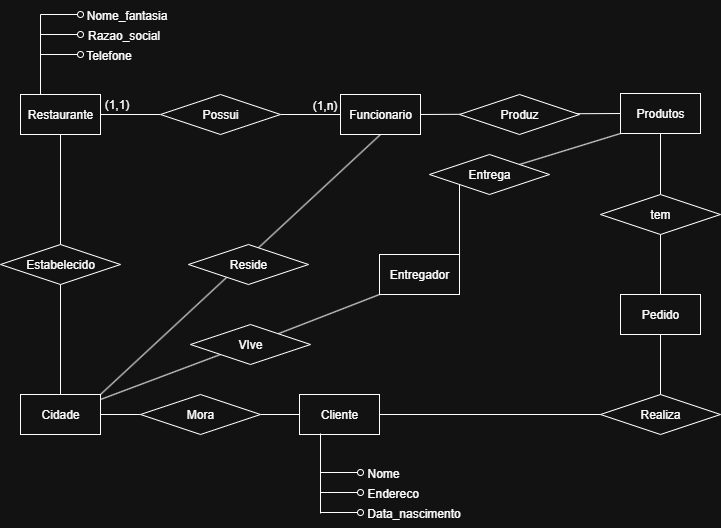 Nome_fantasia
Razao_social
Telefone
Restaurante
(1,1)
Possui
(1,n)
Funcionario
Produz
Produtos
Entrega
tem
Estabelecido
Reside
Entregador
Pedido
VIve
Cidade
Mora
Cliente
Realiza
Nome
Endereco
Data_nascimento